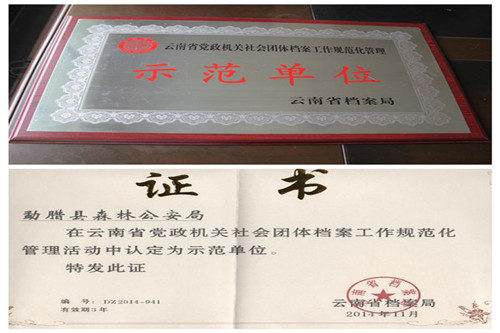 云南省党政机关社会团体档案工作规范化管理
示范单位
云南省档案局
证书
勐腊县森林公安局
在云南省党政机关社会团体档案工作规范化
管理活动中认定为示范单位。
特发此证
编号：DZ2014-041
有效期3年
云南省档案局
2014年11月